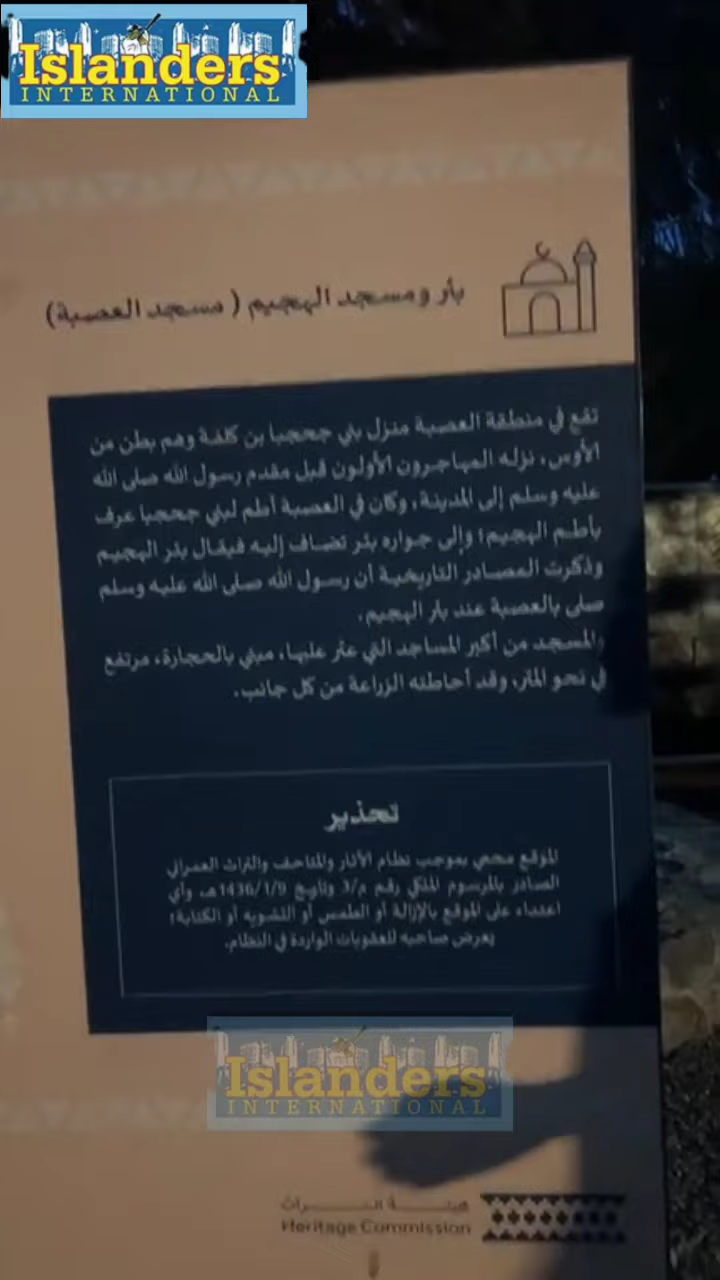 Islanders
INTERNATIONAL
بئر ومسجد الهجيم (مسجد العصبة)
تقع في منطقة العصبة منزل بني جحجبا بن كلفة وهم بطن من
الأوس، نزله المهاجرون الأولون قبل مقدم رسول الله صلى الله
عليه وسلم إلى المدينة، وكان في العصبة أطم لبني جحجبا عرف
بأطم الهجيم؛ وإلى جواره بئر تضاف إليه فيقال بئر الهجيم
وذكرت المصادر التاريخية أن رسول الله صلى الله عليه وسلم
صلى بالعصبة عند بئر الهجيم.
والمسجد من أكبر المساجد التي عثر عليها، مبني بالحجارة، مرتفع
في نحو المتر، وقد أحاطته الزراعة من كل جانب.
تحذير
الموقع محمي بموجب نظام الآثار والمتاحف والتراث العمراني
الصادر بالمرسوم الملكي رقم م/3 وتاريخ 1436/1/9هـ، وأي
اعتداء على الموقع بالإزالة أو الطمس أو التشويه أو الكتابة؛
يعرض صاحبه للعقوبات الواردة في النظام.
Islanders
INTERNATIONAL
هيئة التراث
Heritage Commission